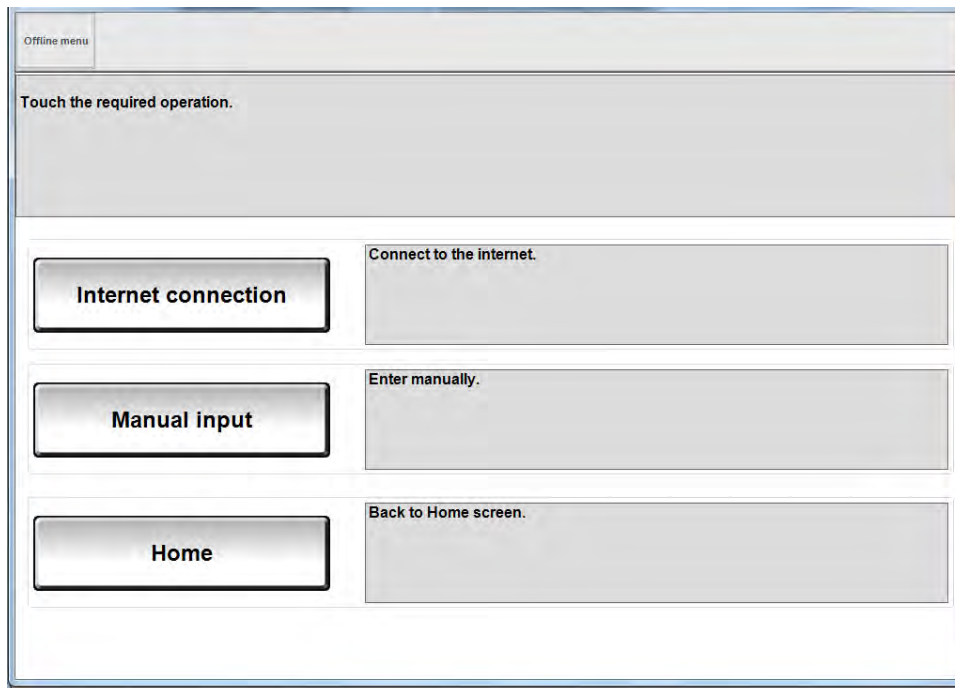 Offline menu
Touch the required operation.
Internet connection
Connect to the internet.
Manual input
Enter manually.
Home
Back to Home screen.